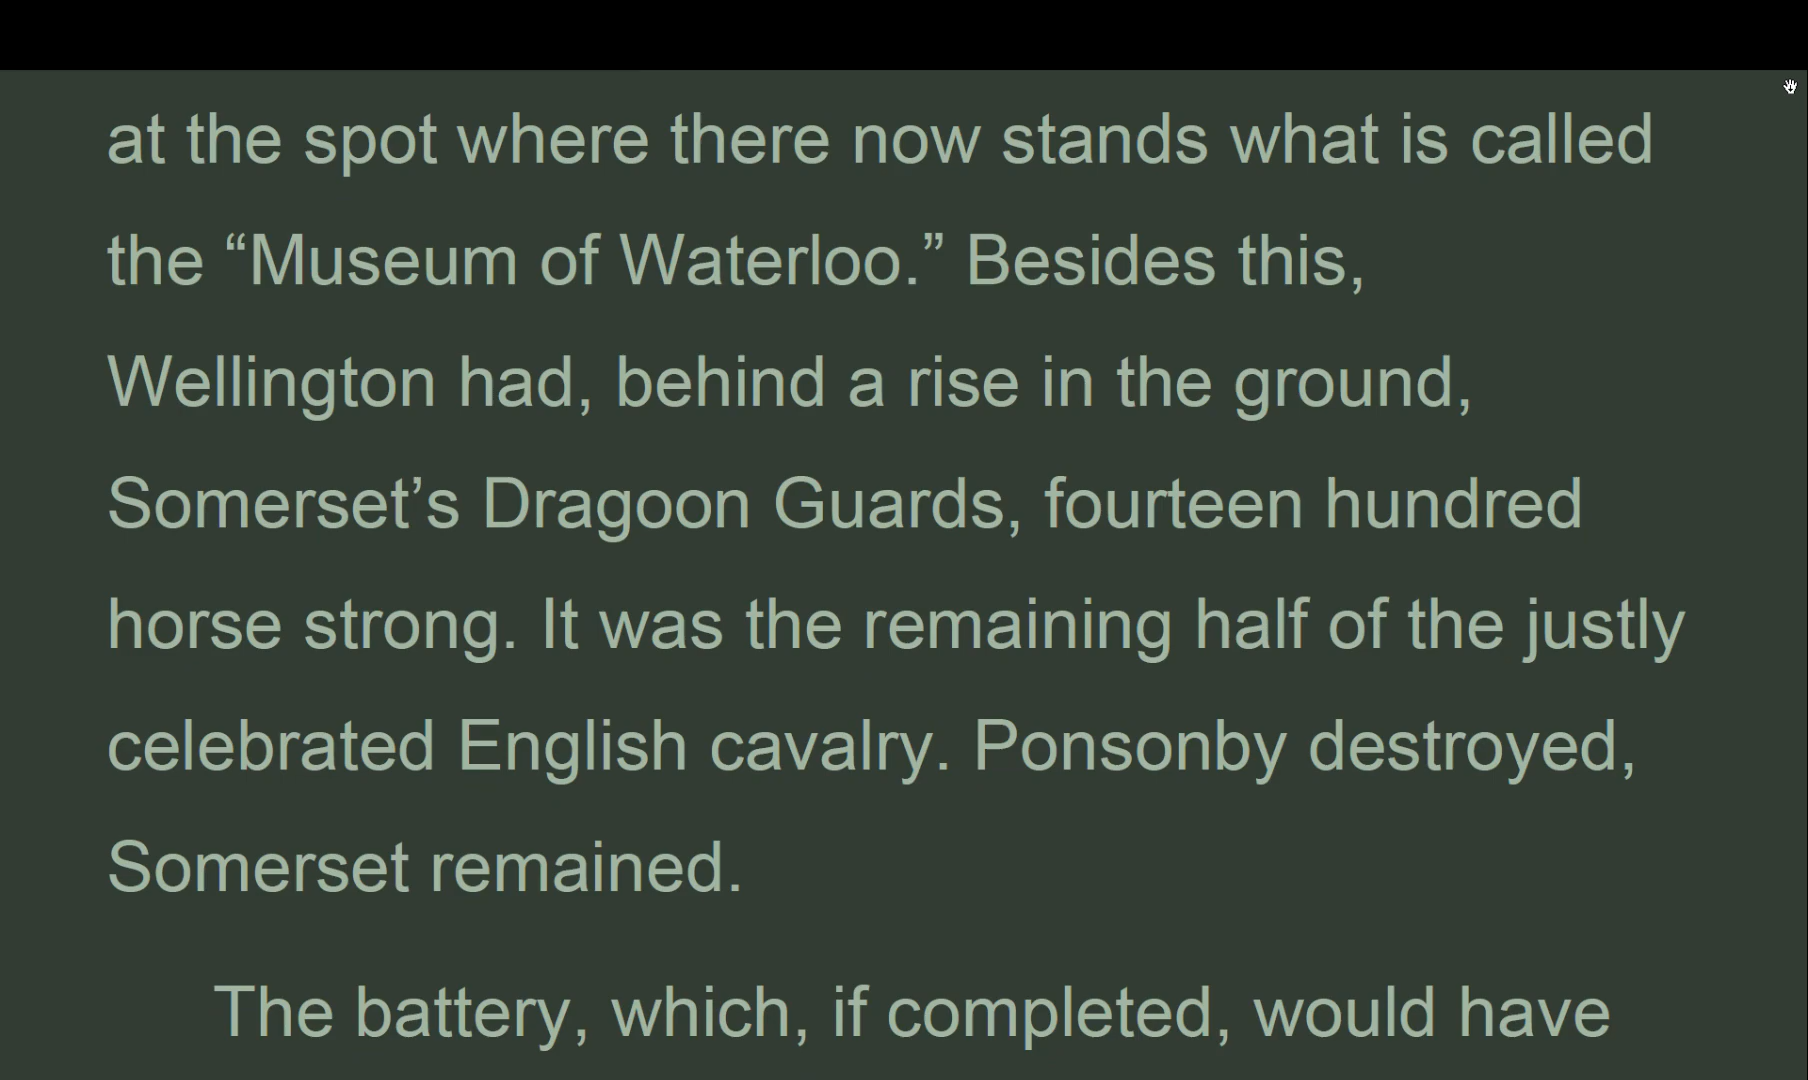 at the spot where there now stands what is called
the “Museum of Waterloo.” Besides this,
Wellington had, behind a rise in the ground,
Somerset’s Dragoon Guards, fourteen hundred
horse strong. It was the remaining half of the justly
celebrated English cavalry. Ponsonby destroyed,
Somerset remained.
The battery, which, if completed, would have